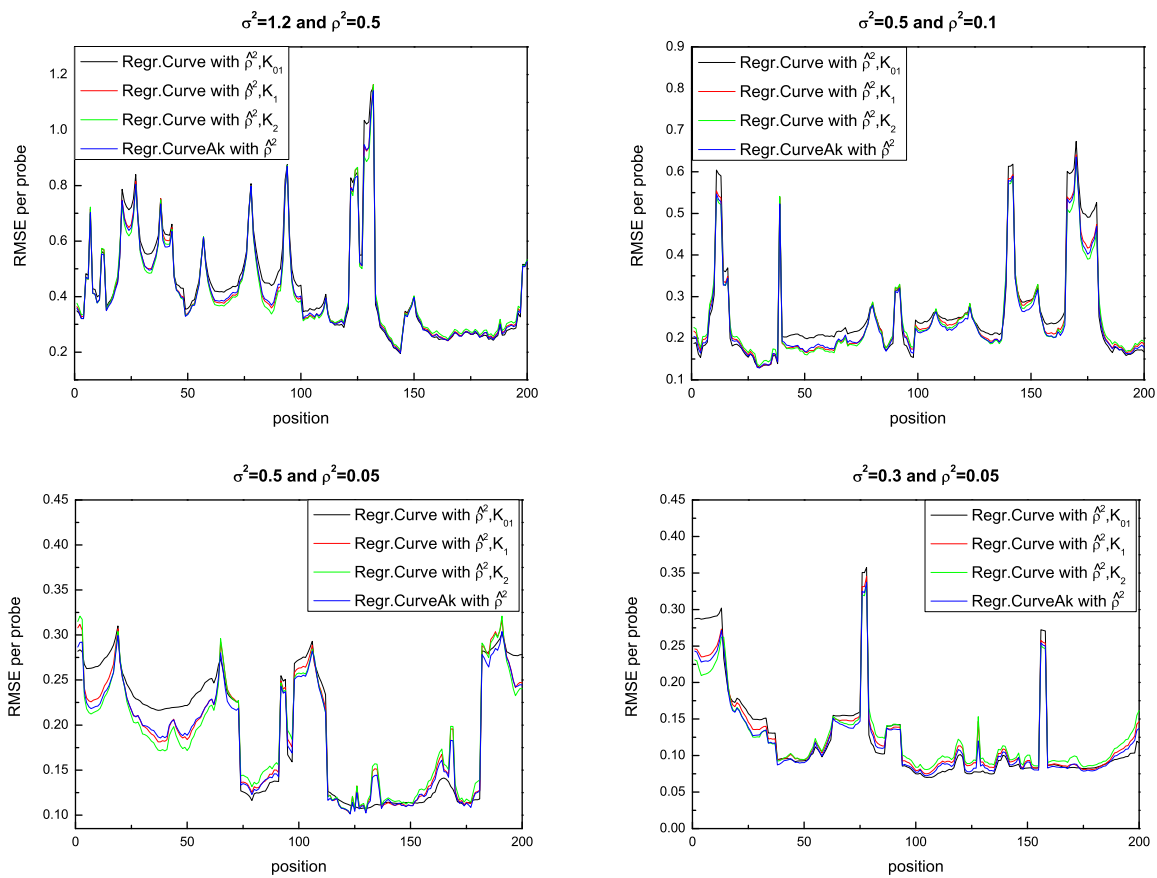 σ²=1.2 and ρ²=0.5
RMSE per probe
1.2
1.0
0.8
0.6
0.4
0.2
Regr.Curve with ρ̂²,K₀₁
Regr.Curve with ρ̂²,K₁
Regr.Curve with ρ̂²,K₂
Regr.CurveAk with ρ̂²
0 50 100 150 200
position
σ²=0.5 and ρ²=0.1
RMSE per probe
0.9
0.8
0.7
0.6
0.5
0.4
0.3
0.2
0.1
Regr.Curve with ρ̂²,K₀₁
Regr.Curve with ρ̂²,K₁
Regr.Curve with ρ̂²,K₂
Regr.CurveAk with ρ̂²
0 50 100 150 200
position
σ²=0.5 and ρ²=0.05
RMSE per probe
0.45
0.40
0.35
0.30
0.25
0.20
0.15
0.10
Regr.Curve with ρ̂²,K₀₁
Regr.Curve with ρ̂²,K₁
Regr.Curve with ρ̂²,K₂
Regr.CurveAk with ρ̂²
0 50 100 150 200
position
σ²=0.3 and ρ²=0.05
RMSE per probe
0.45
0.40
0.35
0.30
0.25
0.20
0.15
0.10
0.05
0.00
Regr.Curve with ρ̂²,K₀₁
Regr.Curve with ρ̂²,K₁
Regr.Curve with ρ̂²,K₂
Regr.CurveAk with ρ̂²
0 50 100 150 200
position